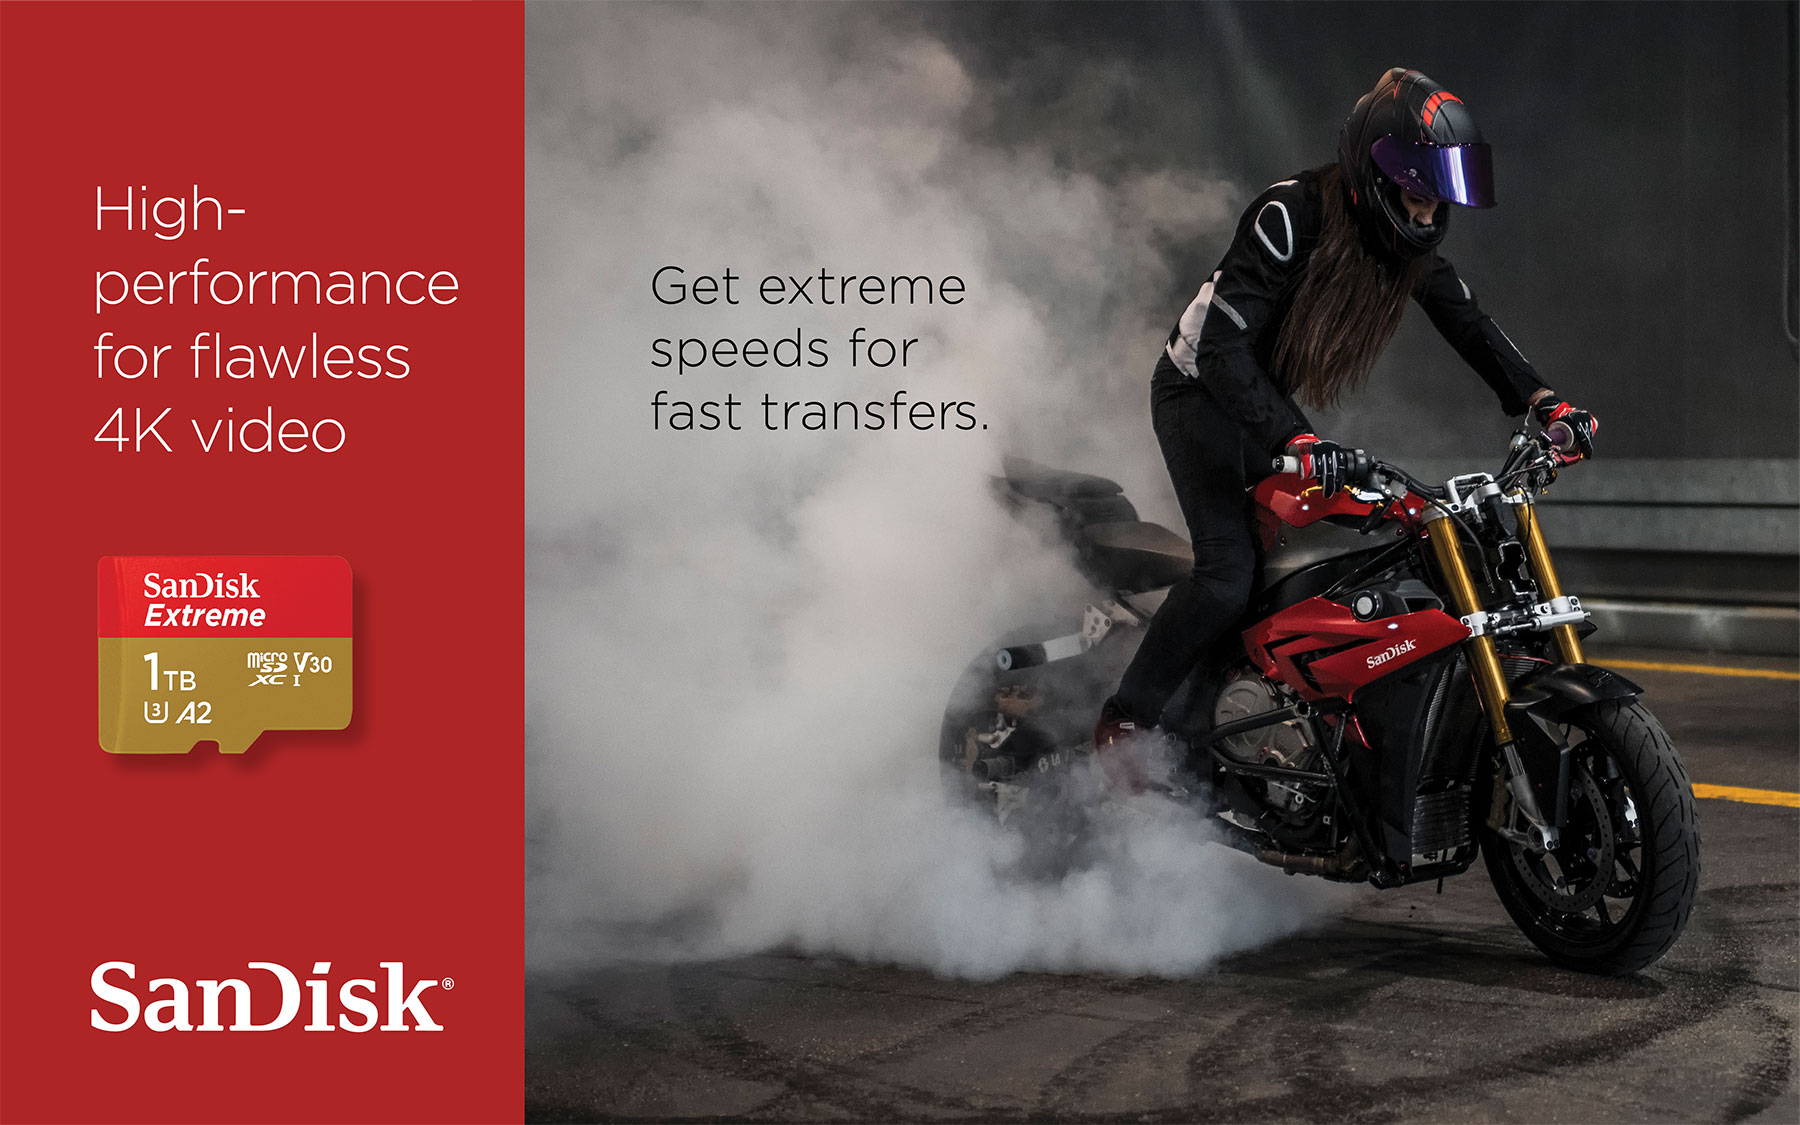 High-
performance
for flawless
4K video
SanDisk
Extreme
1TB
micro
SD
XC I
V30
3 A2
SanDisk®
Get extreme
speeds for
fast transfers.
SanDisk